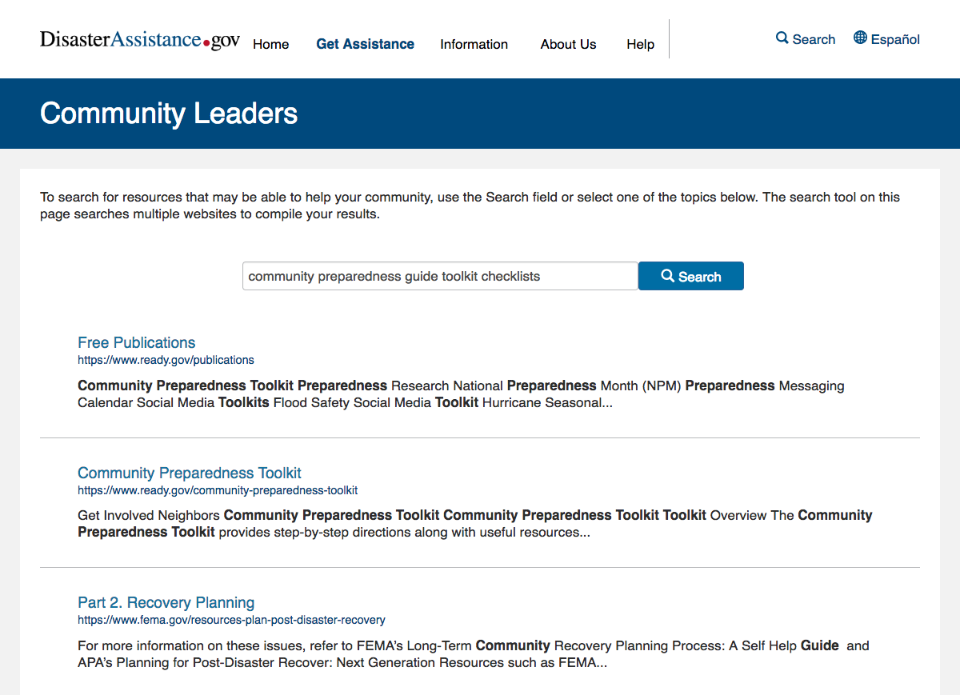 DisasterAssistance.gov Home Get Assistance Information About Us Help Search Español
Community Leaders
To search for resources that may be able to help your community, use the Search field or select one of the topics below. The search tool on this
page searches multiple websites to compile your results.
community preparedness guide toolkit checklists Search
Free Publications
https://www.ready.gov/publications
Community Preparedness Toolkit Preparedness Research National Preparedness Month (NPM) Preparedness Messaging
Calendar Social Media Toolkits Flood Safety Social Media Toolkit Hurricane Seasonal...
Community Preparedness Toolkit
https://www.ready.gov/community-preparedness-toolkit
Get Involved Neighbors Community Preparedness Toolkit Community Preparedness Toolkit Toolkit Overview The Community
Preparedness Toolkit provides step-by-step directions along with useful resources...
Part 2. Recovery Planning
https://www.fema.gov/resources-plan-post-disaster-recovery
For more information on these issues, refer to FEMA's Long-Term Community Recovery Planning Process: A Self Help Guide and
APA's Planning for Post-Disaster Recover: Next Generation Resources such as FEMA...